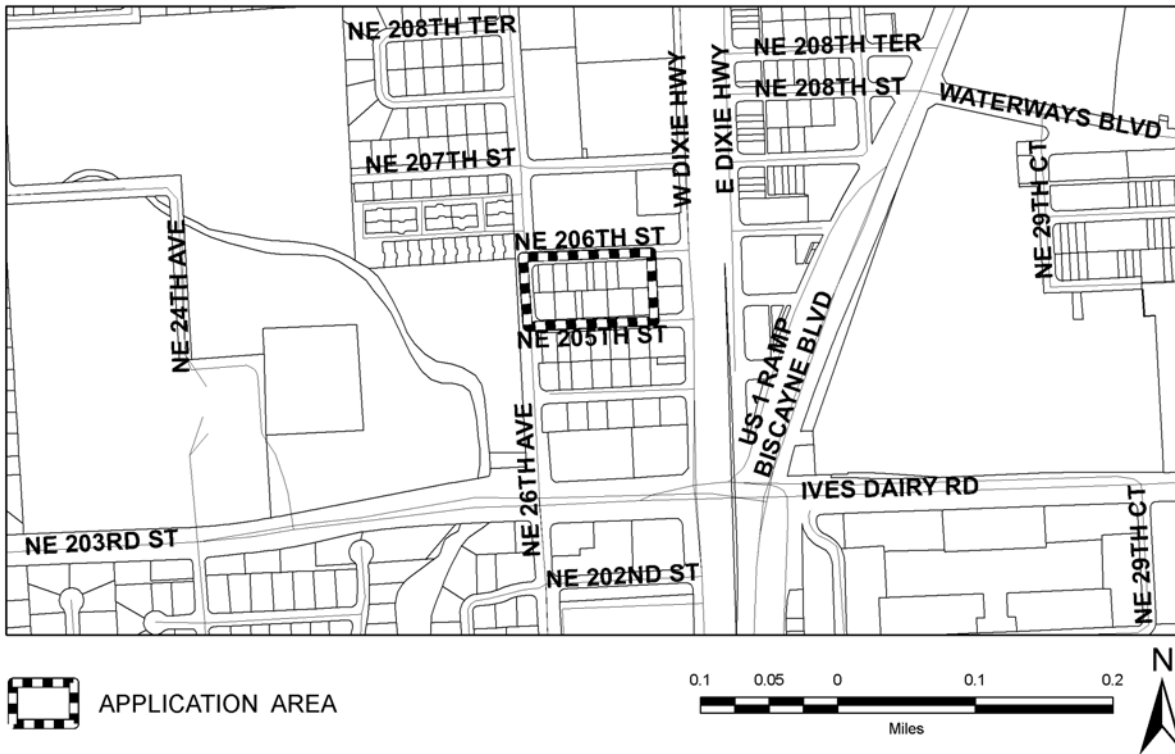 NE 208TH TER
NE 208TH TER
NE 208TH ST
WATERWAYS BLVD
W DIXIE HWY
E DIXIE HWY
NE 207TH ST
NE 29TH CT
NE 24TH AVE
NE 206TH ST
NE 205TH ST
US 1 RAMP
BISCAYNE BLVD
NE 26TH AVE
IVES DAIRY RD
NE 203RD ST
NE 29TH CT
NE 202ND ST
APPLICATION AREA
0.1 0.05 0 0.1 0.2
Miles
N